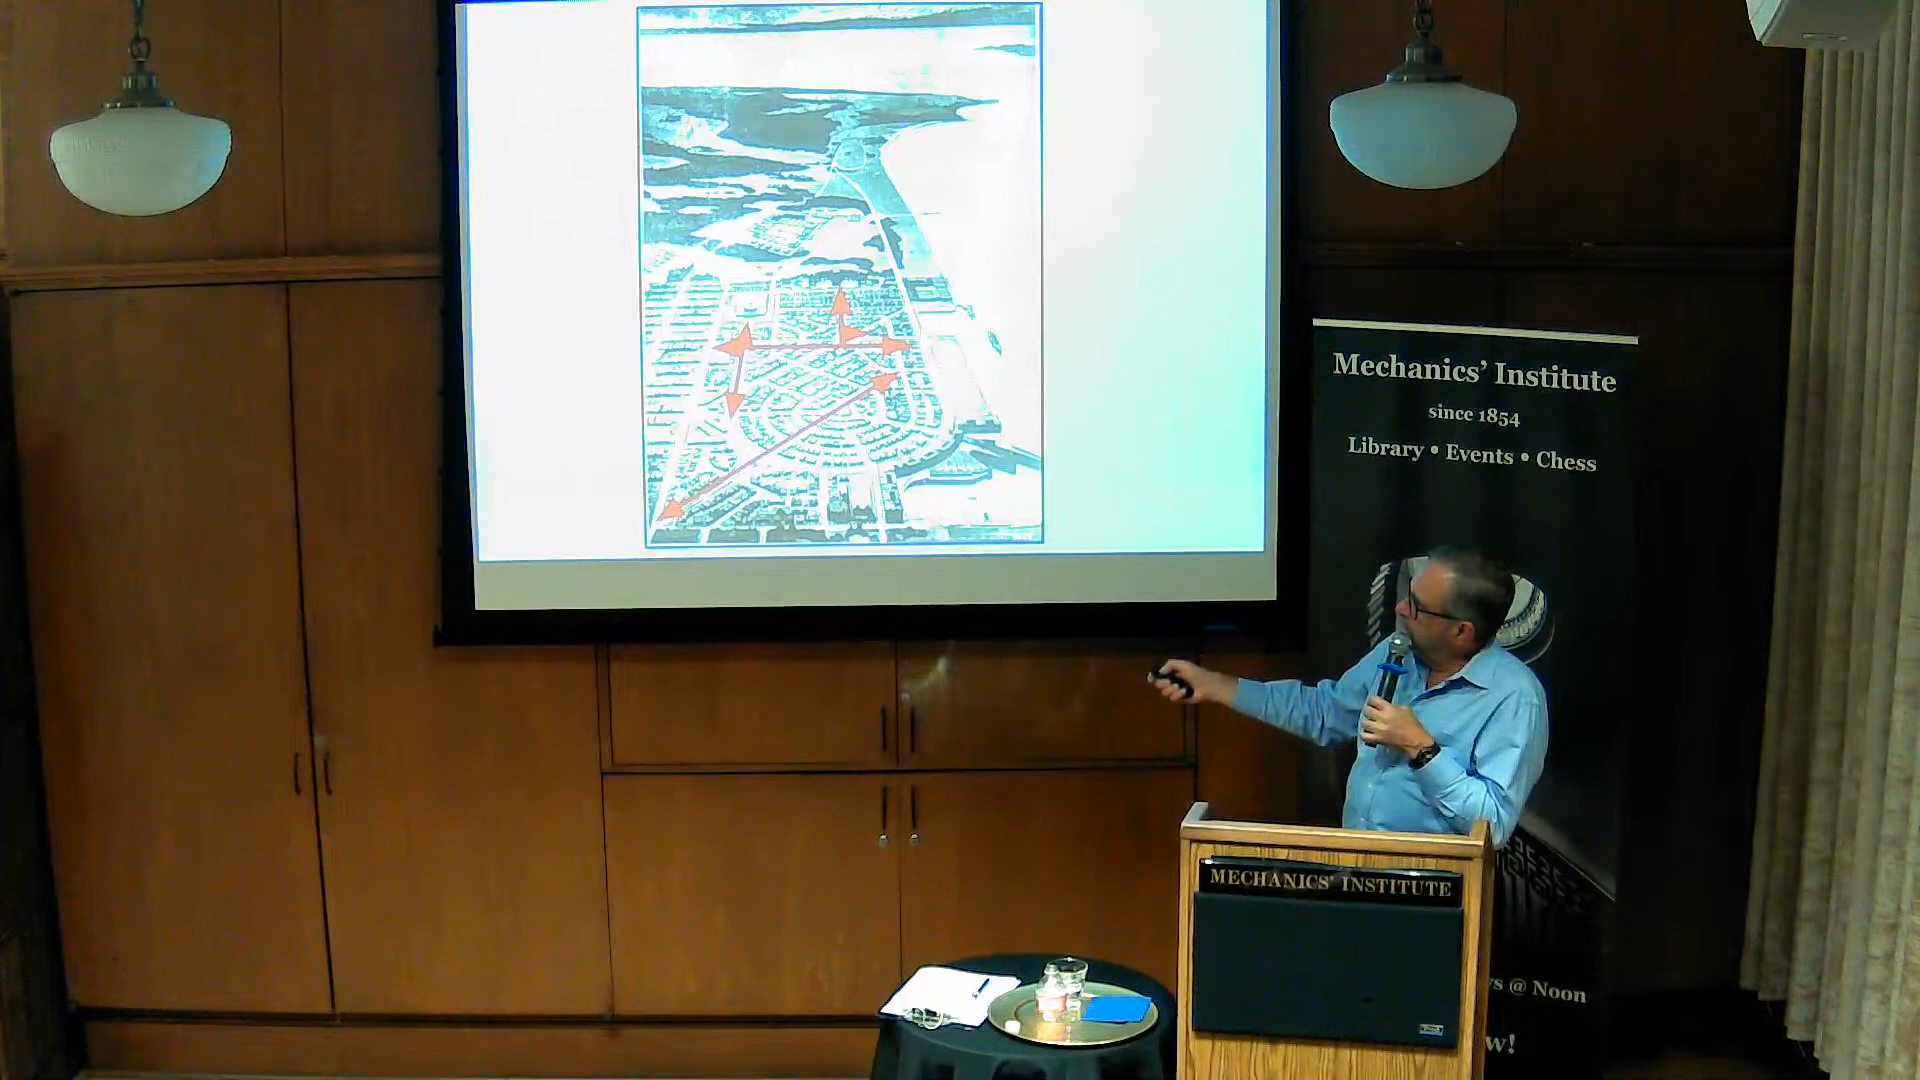 Mechanics' Institute
since 1854
Library • Events • Chess
MECHANICS' INSTITUTE
s @ Noon
w!